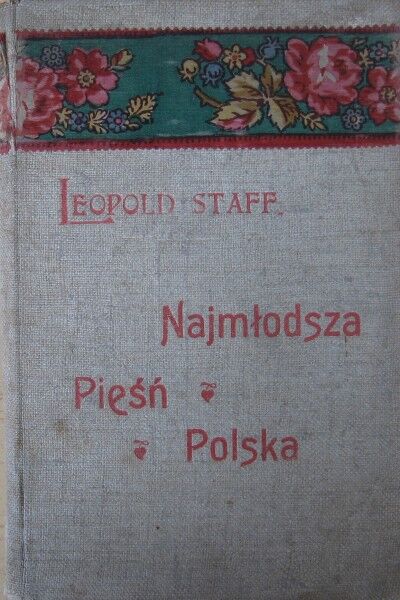 LEOPOLD STAFF.
Najmłodsza
Pieśń
Polska